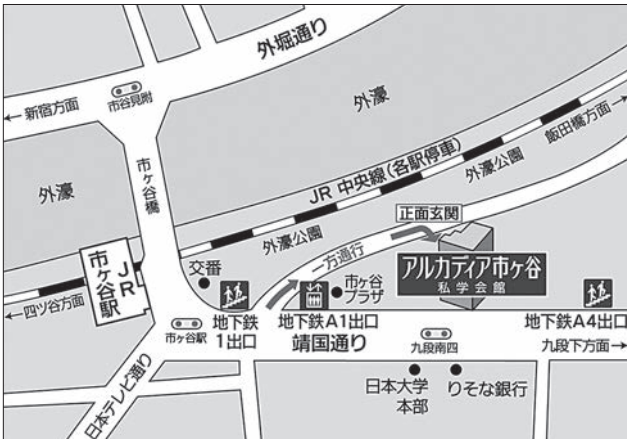 外堀通り
← 新宿方面
市谷見附
外濠
飯田橋方面 →
市ヶ谷橋
JR 中央線(各駅停車)
外濠公園
外濠
正面玄関
外濠公園
一方通行
アルカディア市ヶ谷
私学会館
JR
市ヶ谷駅
交番
市ヶ谷
プラザ
←四ツ谷方面
地下鉄
1出口
地下鉄A1出口
地下鉄A4出口
市ヶ谷駅
靖国通り
九段南四
九段下方面→
日本テレビ通り
日本大学
本部
りそな銀行